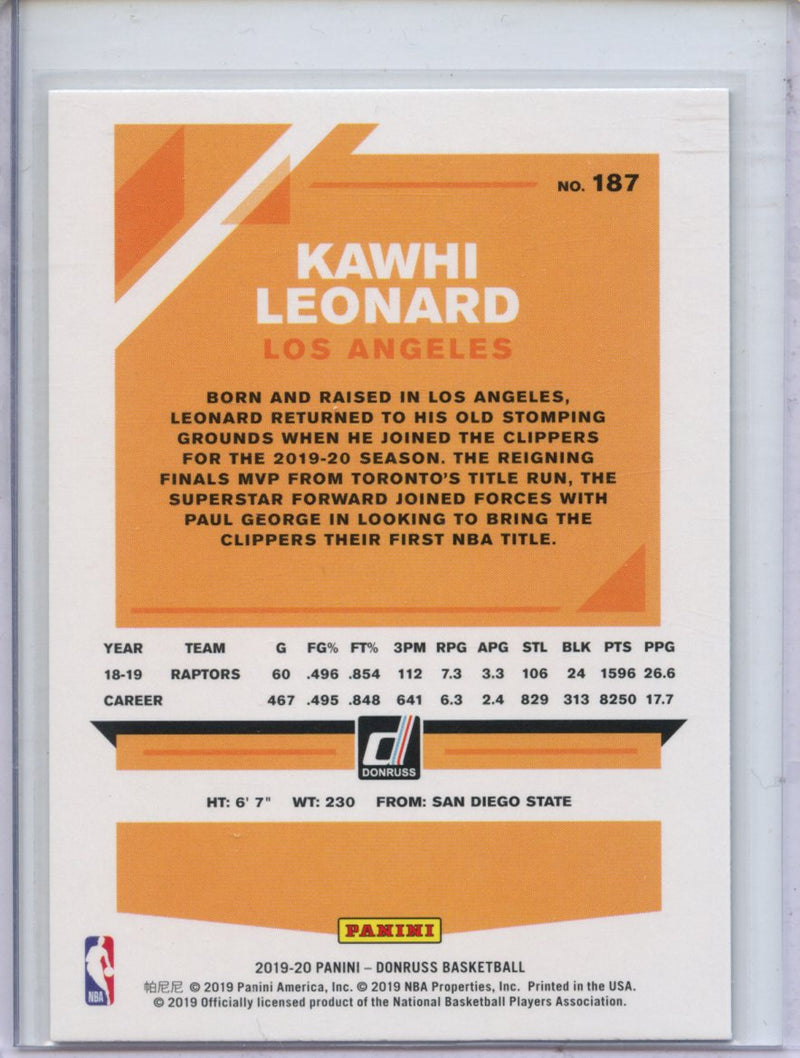 NO. 187
KAWHI
LEONARD
LOS ANGELES
BORN AND RAISED IN LOS ANGELES,
LEONARD RETURNED TO HIS OLD STOMPING
GROUNDS WHEN HE JOINED THE CLIPPERS
FOR THE 2019-20 SEASON. THE REIGNING
FINALS MVP FROM TORONTO'S TITLE RUN, THE
SUPERSTAR FORWARD JOINED FORCES WITH
PAUL GEORGE IN LOOKING TO BRING THE
CLIPPERS THEIR FIRST NBA TITLE.
YEAR TEAM G FG% FT% 3PM RPG APG STL BLK PTS PPG
18-19 RAPTORS 60 .496 .854 112 7.3 3.3 106 24 1596 26.6
CAREER 467 .495 .848 641 6.3 2.4 829 313 8250 17.7
d
DONRUSS
HT: 6' 7" WT: 230 FROM: SAN DIEGO STATE
PANINI
NBA
2019-20 PANINI – DONRUSS BASKETBALL
帕尼尼 © 2019 Panini America, Inc. © 2019 NBA Properties, Inc. Printed in the USA.
© 2019 Officially licensed product of the National Basketball Players Association.